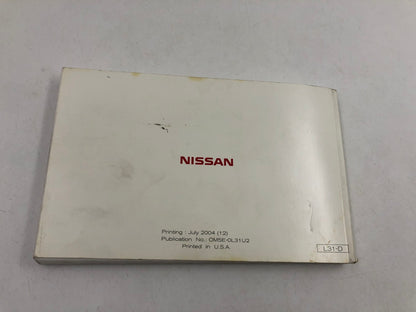 NISSAN
Printing : July 2004 (12)
Publication No.: OM5E-0L31U2
Printed in U.S.A.
L31-D